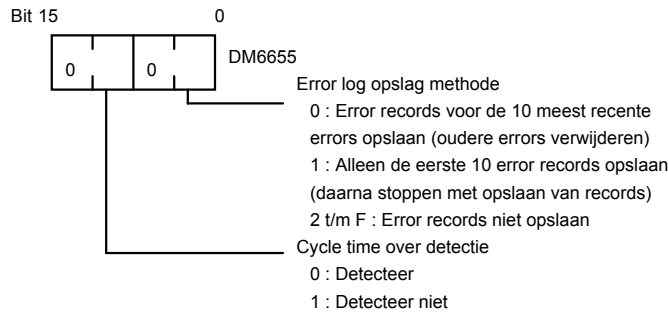 Bit 15 0
0 0 DM6655
Error log opslag methode
0 : Error records voor de 10 meest recente
errors opslaan (oudere errors verwijderen)
1 : Alleen de eerste 10 error records opslaan
(daarna stoppen met opslaan van records)
2 t/m F : Error records niet opslaan
Cycle time over detectie
0 : Detecteer
1 : Detecteer niet